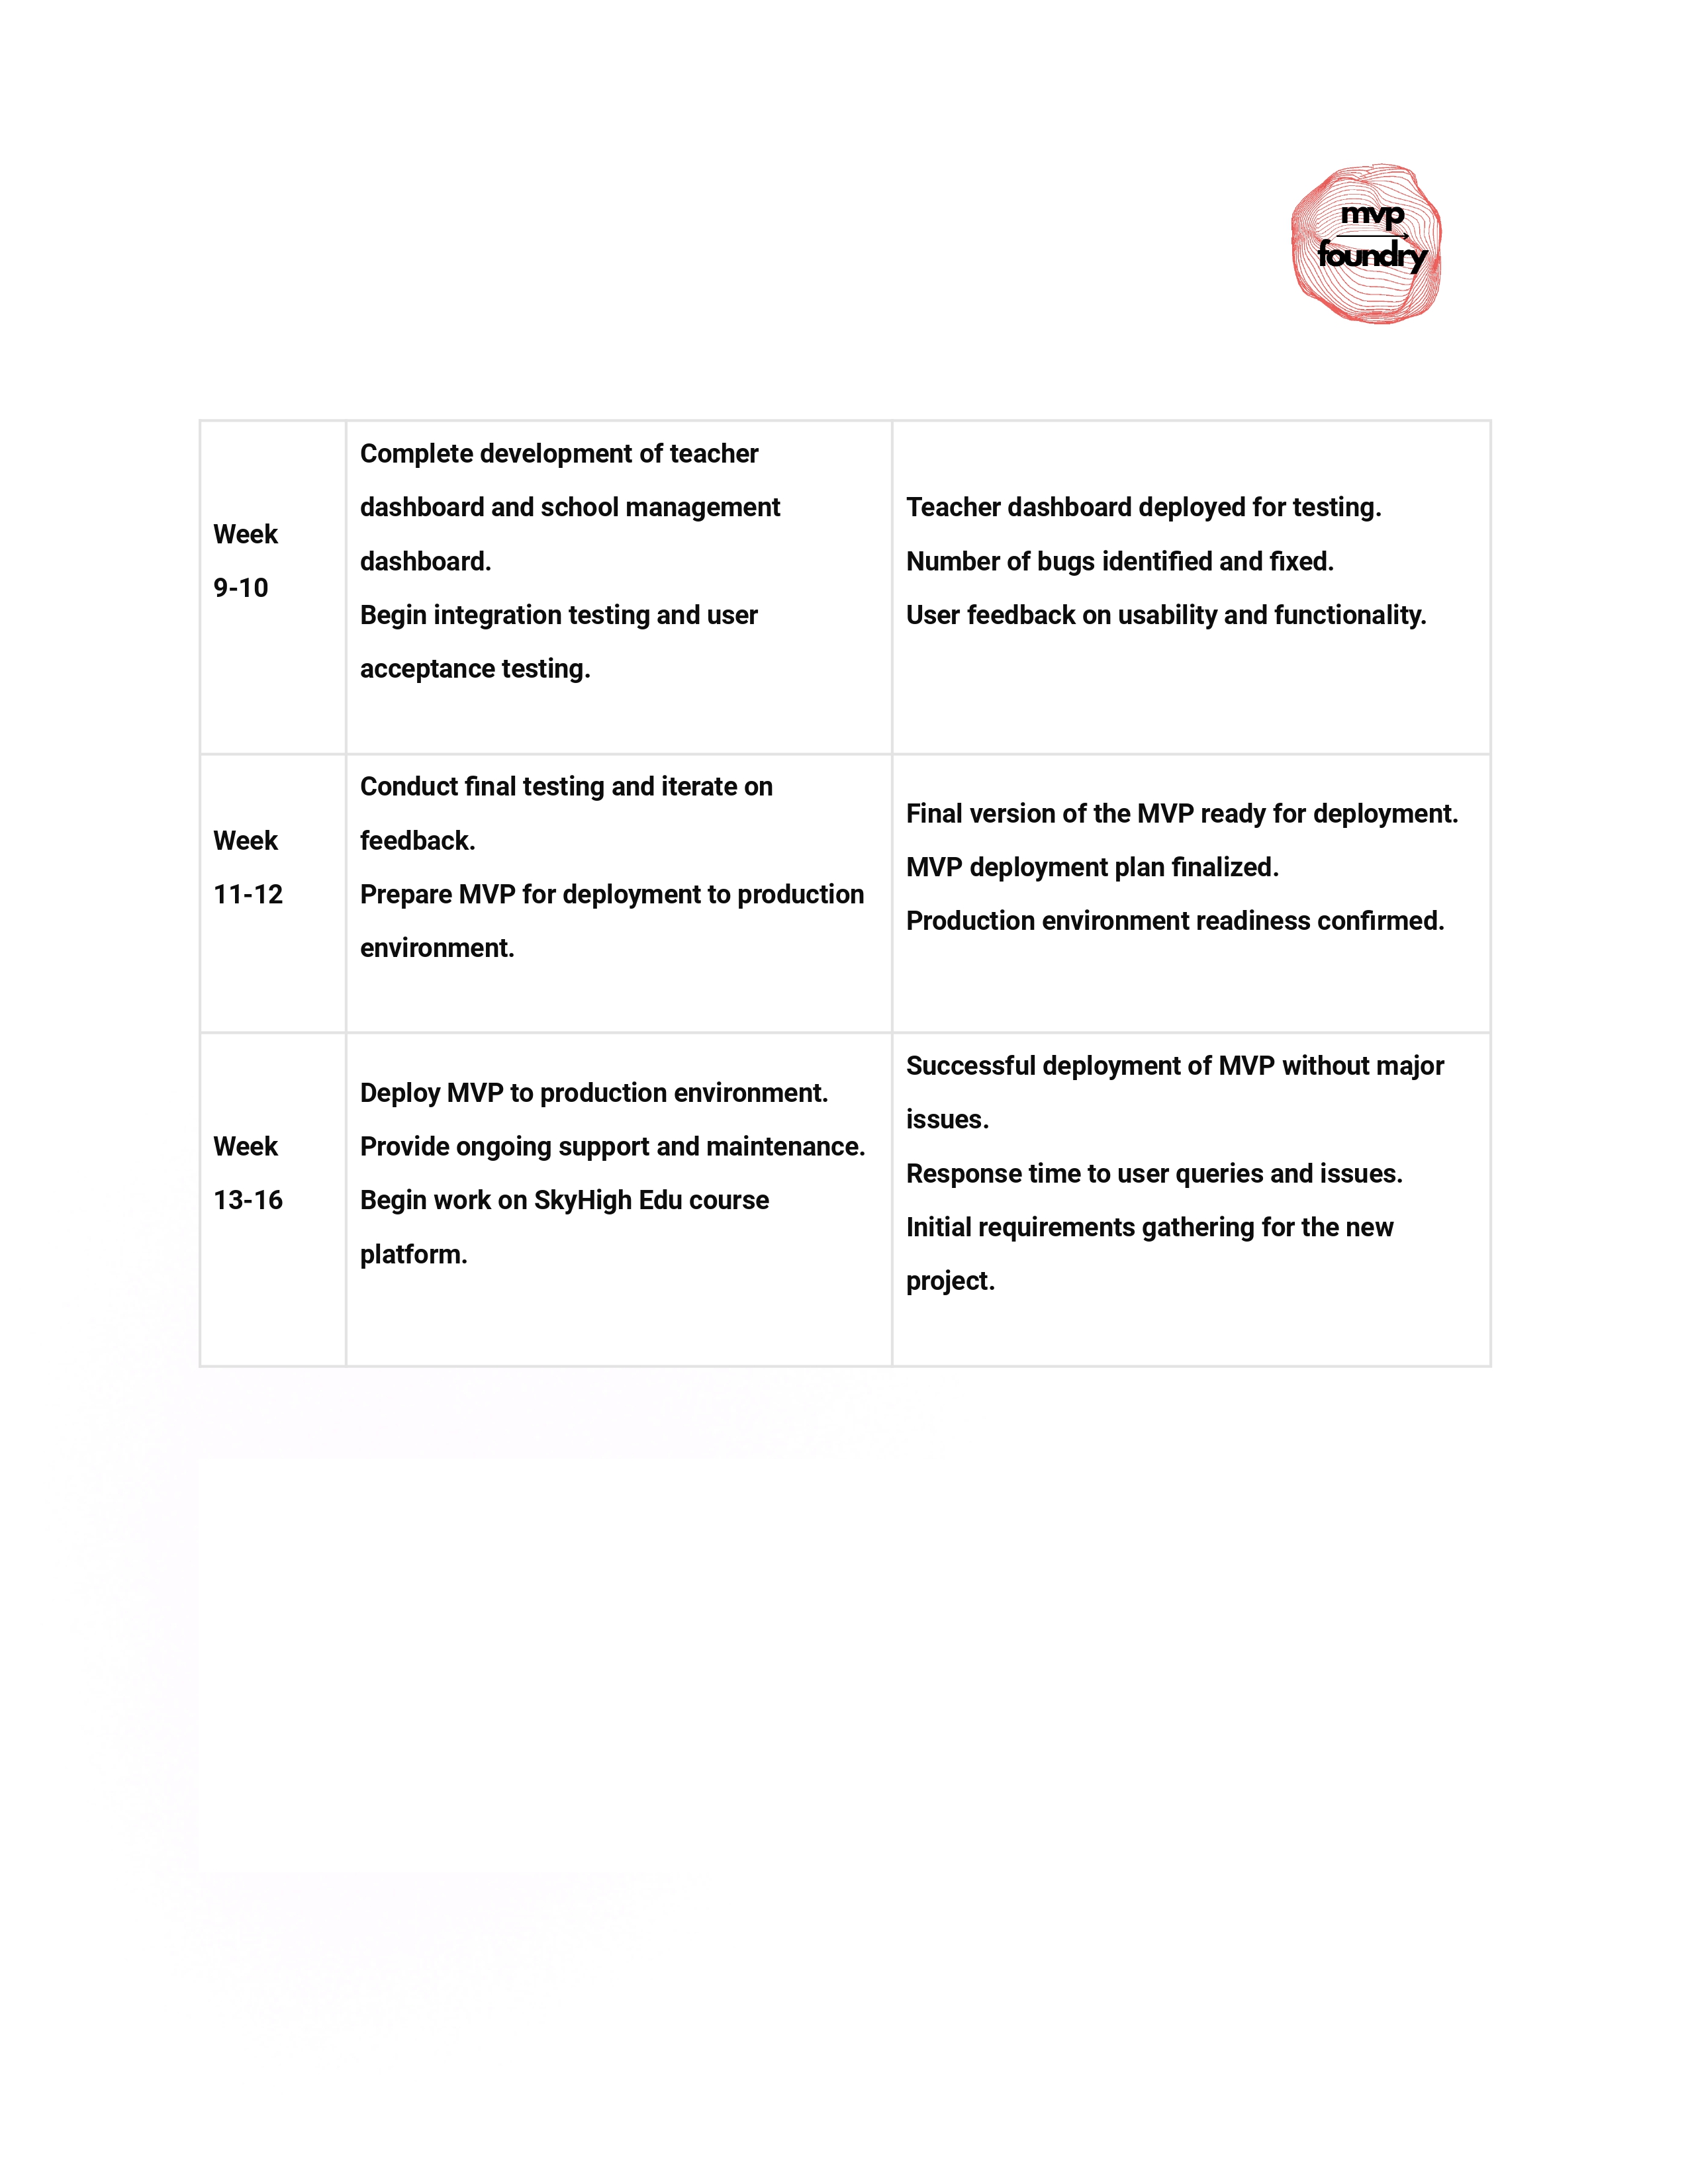 mvp
foundry
Week
9-10
Complete development of teacher
dashboard and school management
dashboard.
Begin integration testing and user
acceptance testing.
Teacher dashboard deployed for testing.
Number of bugs identified and fixed.
User feedback on usability and functionality.
Week
11-12
Conduct final testing and iterate on
feedback.
Prepare MVP for deployment to production
environment.
Final version of the MVP ready for deployment.
MVP deployment plan finalized.
Production environment readiness confirmed.
Week
13-16
Deploy MVP to production environment.
Provide ongoing support and maintenance.
Begin work on SkyHigh Edu course
platform.
Successful deployment of MVP without major
issues.
Response time to user queries and issues.
Initial requirements gathering for the new
project.